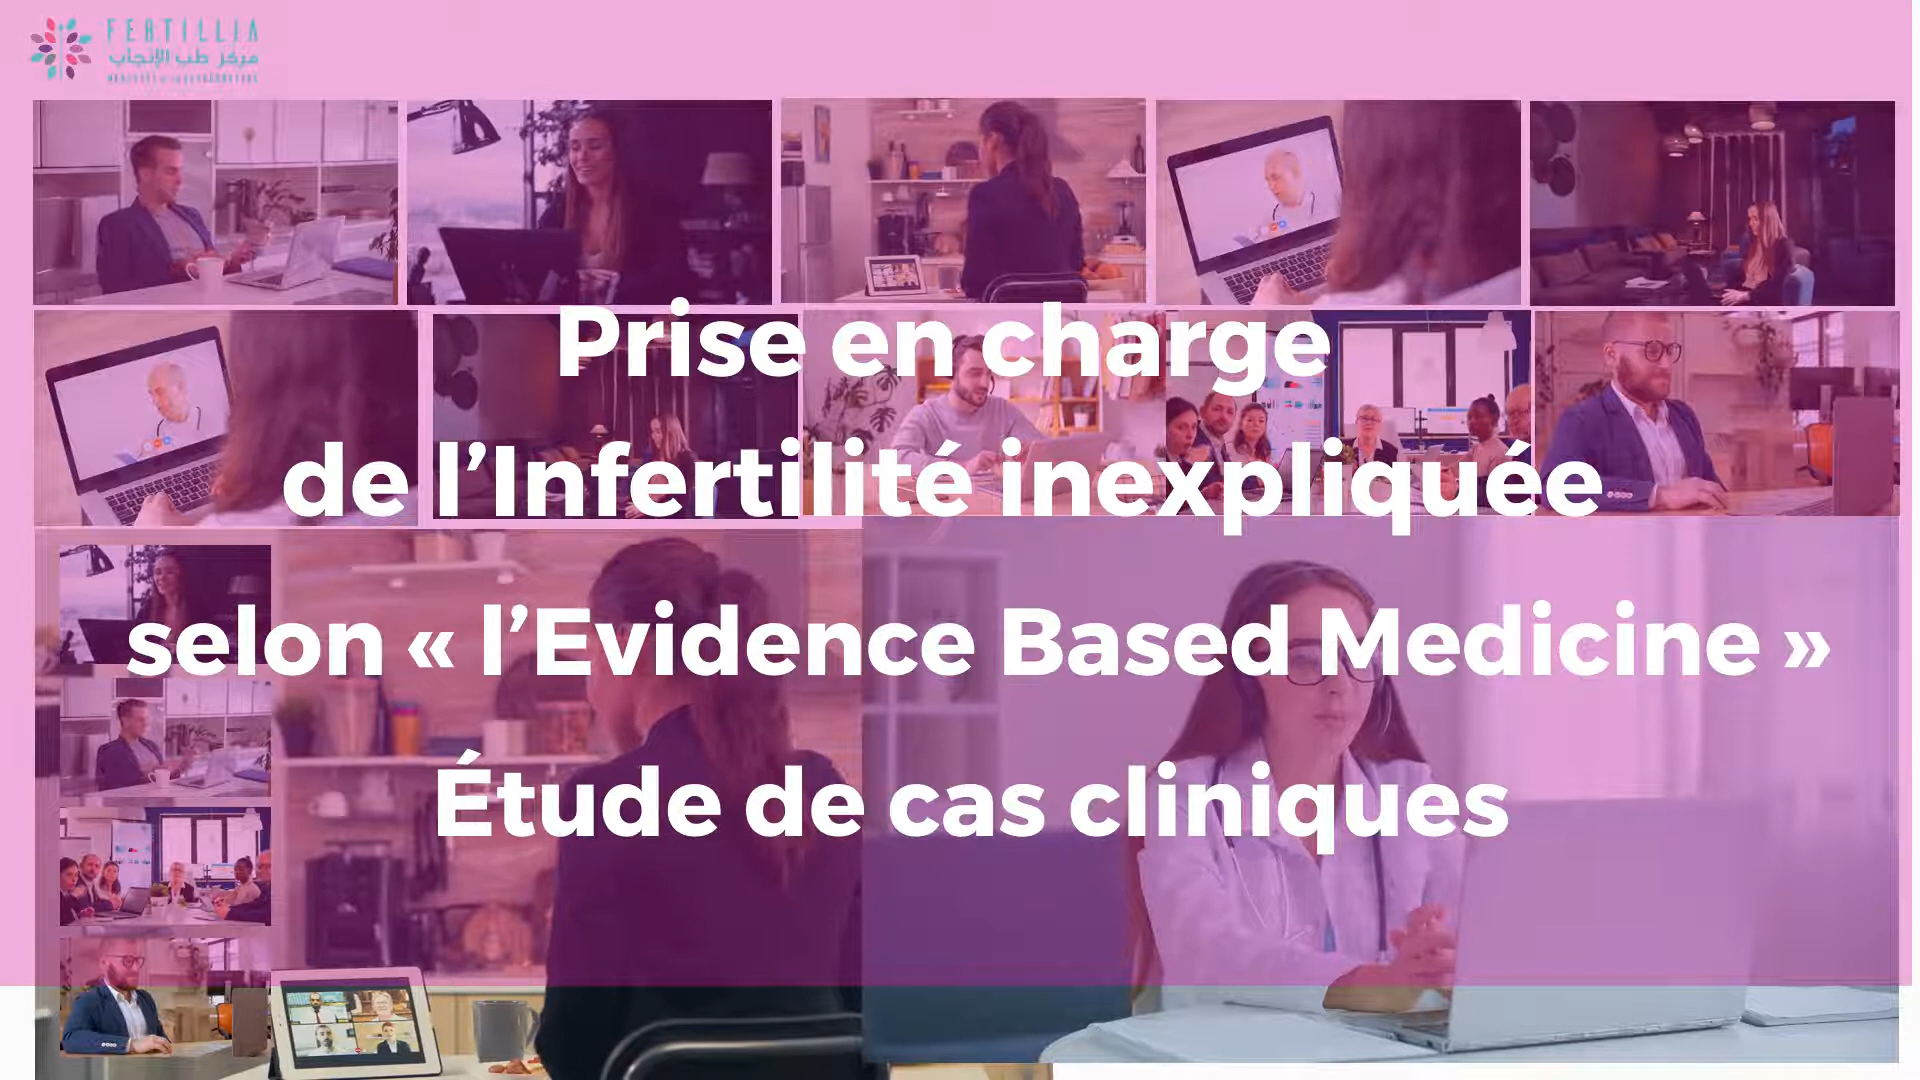 FERTILLIA
مركز طب الإنجاب
Prise en charge
de l’Infertilité inexpliquée
selon « l’Evidence Based Medicine »
Étude de cas cliniques